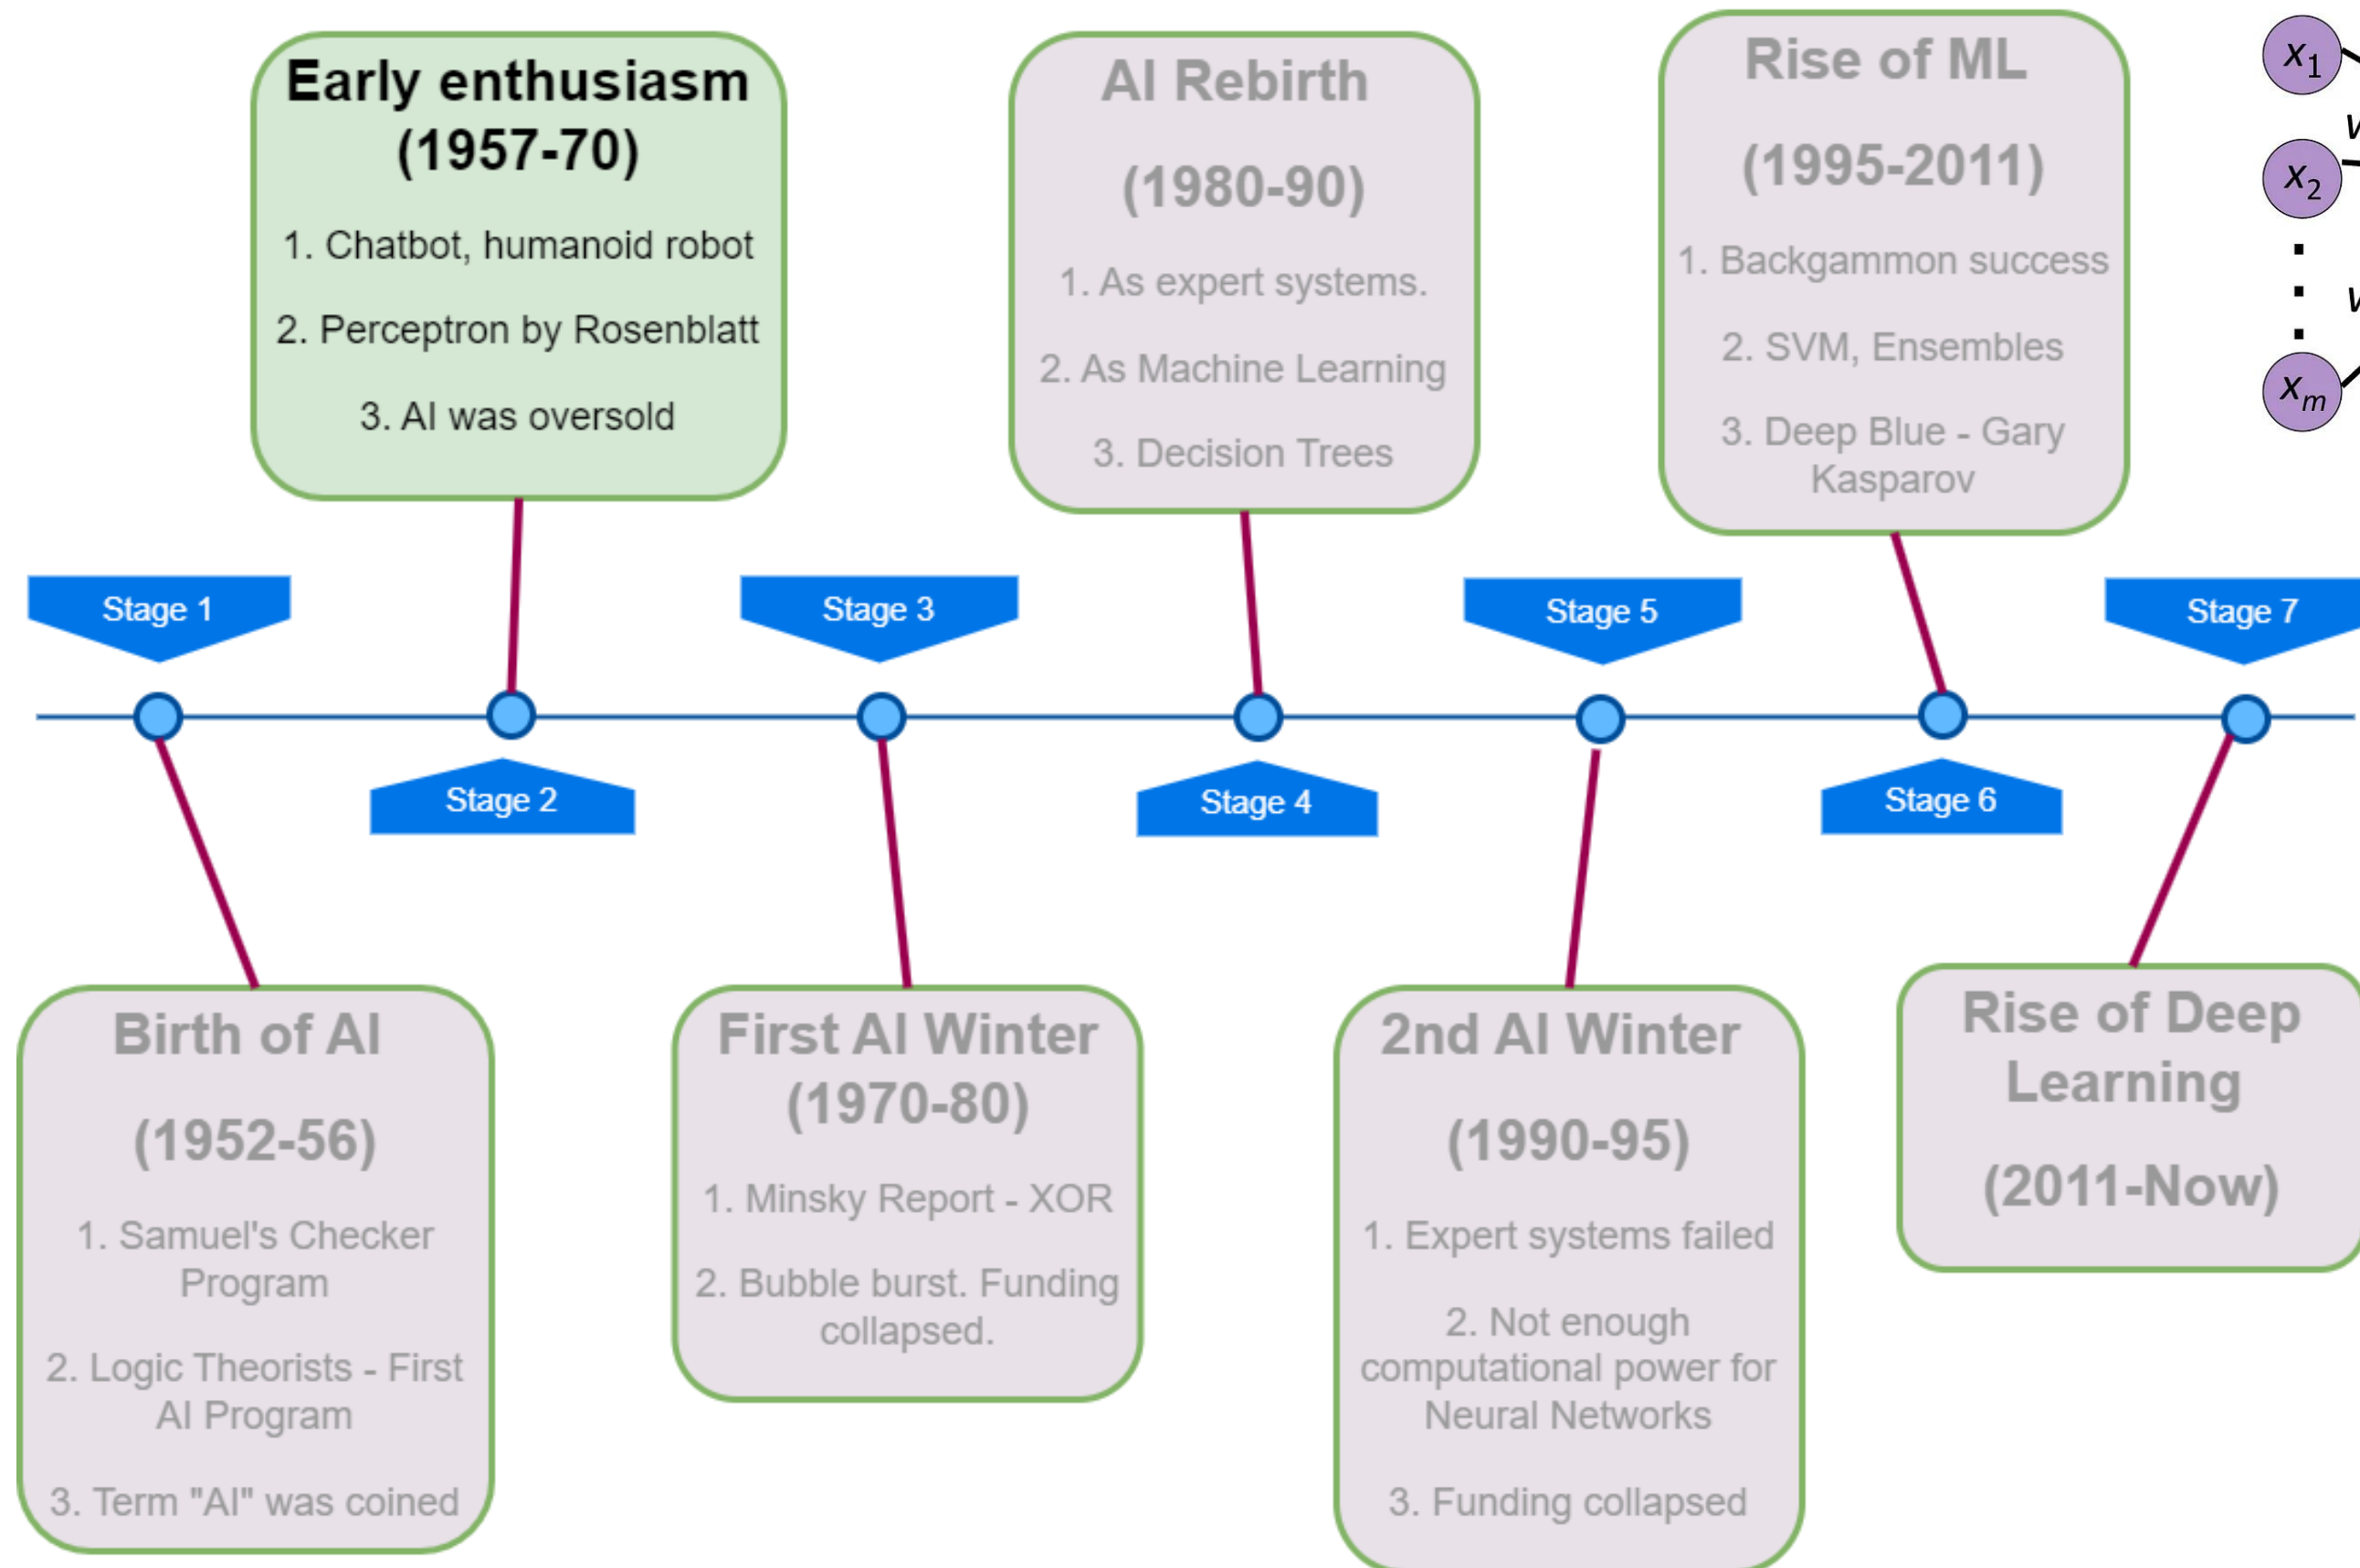 Early enthusiasm
(1957-70)
1. Chatbot, humanoid robot
2. Perceptron by Rosenblatt
3. AI was oversold
AI Rebirth
(1980-90)
1. As expert systems.
2. As Machine Learning
3. Decision Trees
Rise of ML
(1995-2011)
1. Backgammon success
2. SVM, Ensembles
3. Deep Blue - Gary
Kasparov
x1
x2
xm
Stage 1
Stage 3
Stage 5
Stage 7
Stage 2
Stage 4
Stage 6
Birth of AI
(1952-56)
1. Samuel's Checker
Program
2. Logic Theorists - First
AI Program
3. Term "AI" was coined
First AI Winter
(1970-80)
1. Minsky Report - XOR
2. Bubble burst. Funding
collapsed.
2nd AI Winter
(1990-95)
1. Expert systems failed
2. Not enough
computational power for
Neural Networks
3. Funding collapsed
Rise of Deep
Learning
(2011-Now)